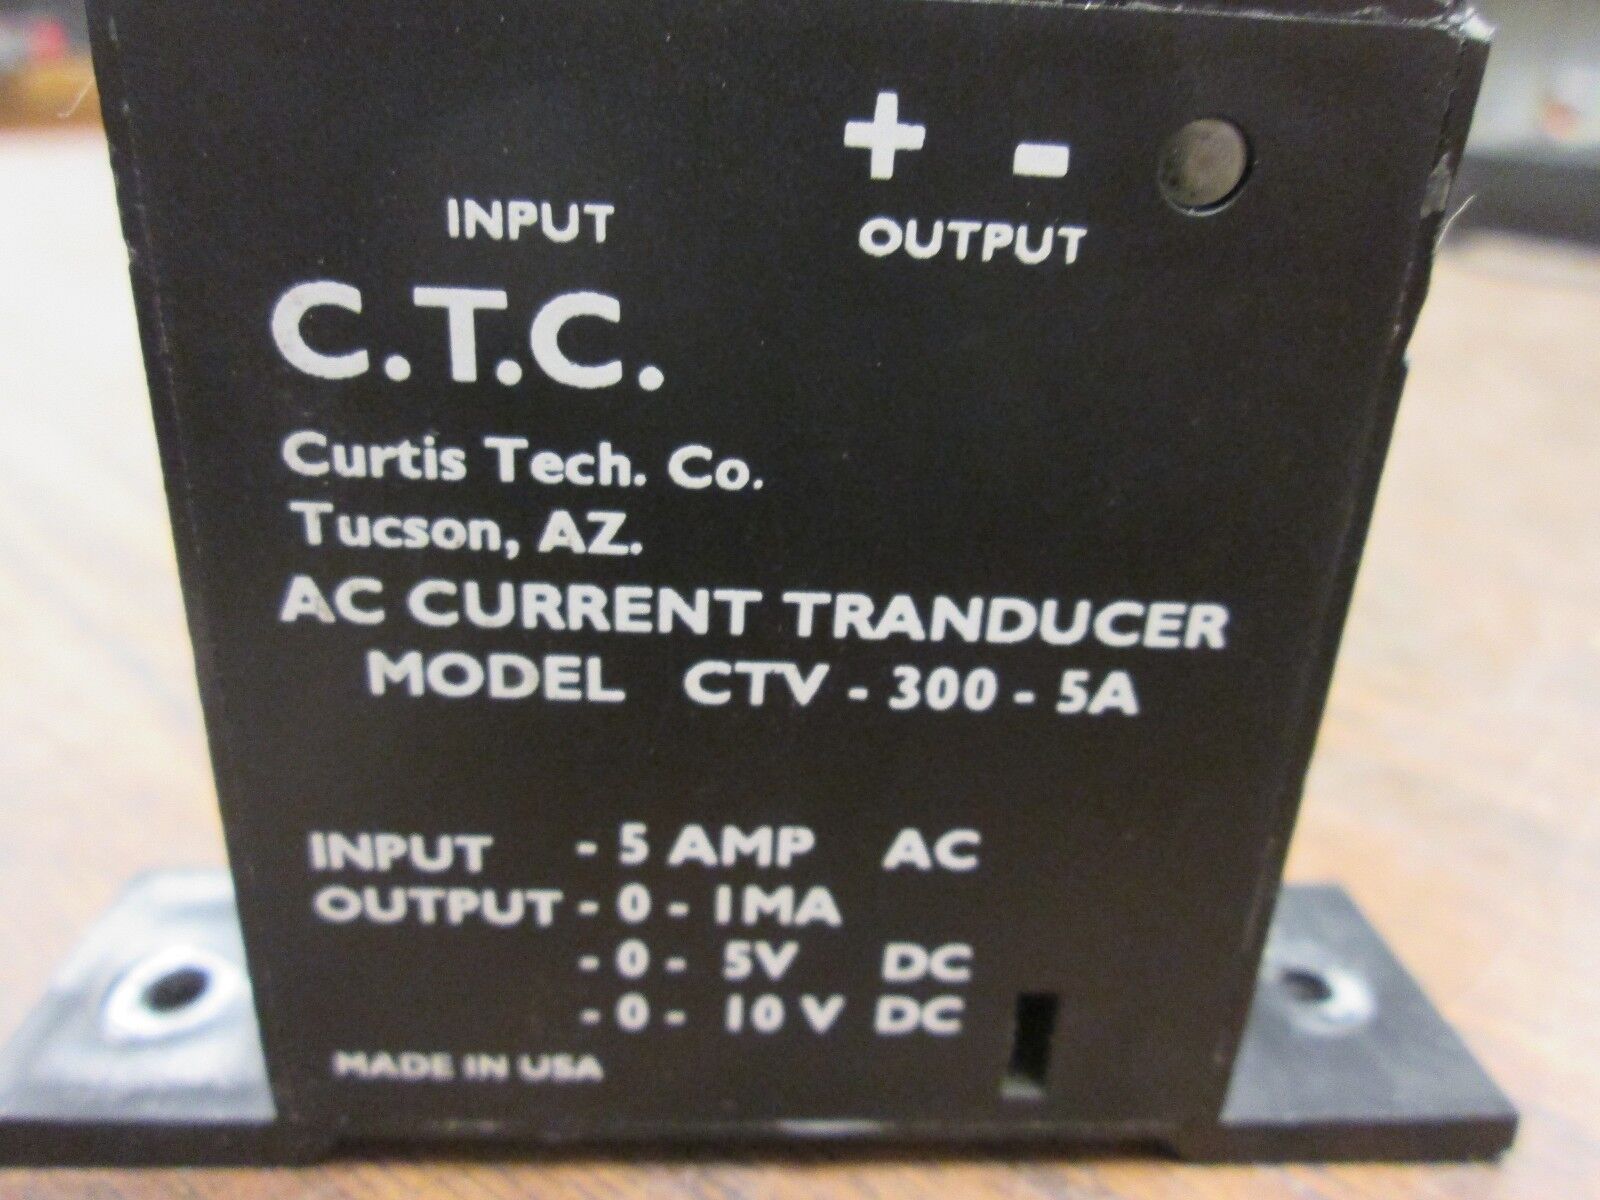 + -
INPUT OUTPUT
C.T.C.
Curtis Tech. Co.
Tucson, AZ.
AC CURRENT TRANDUCER
MODEL CTV - 300 - 5A
INPUT - 5 AMP AC
OUTPUT - 0 - 1MA
- 0 - 5V DC
- 0 - 10 V DC
MADE IN USA